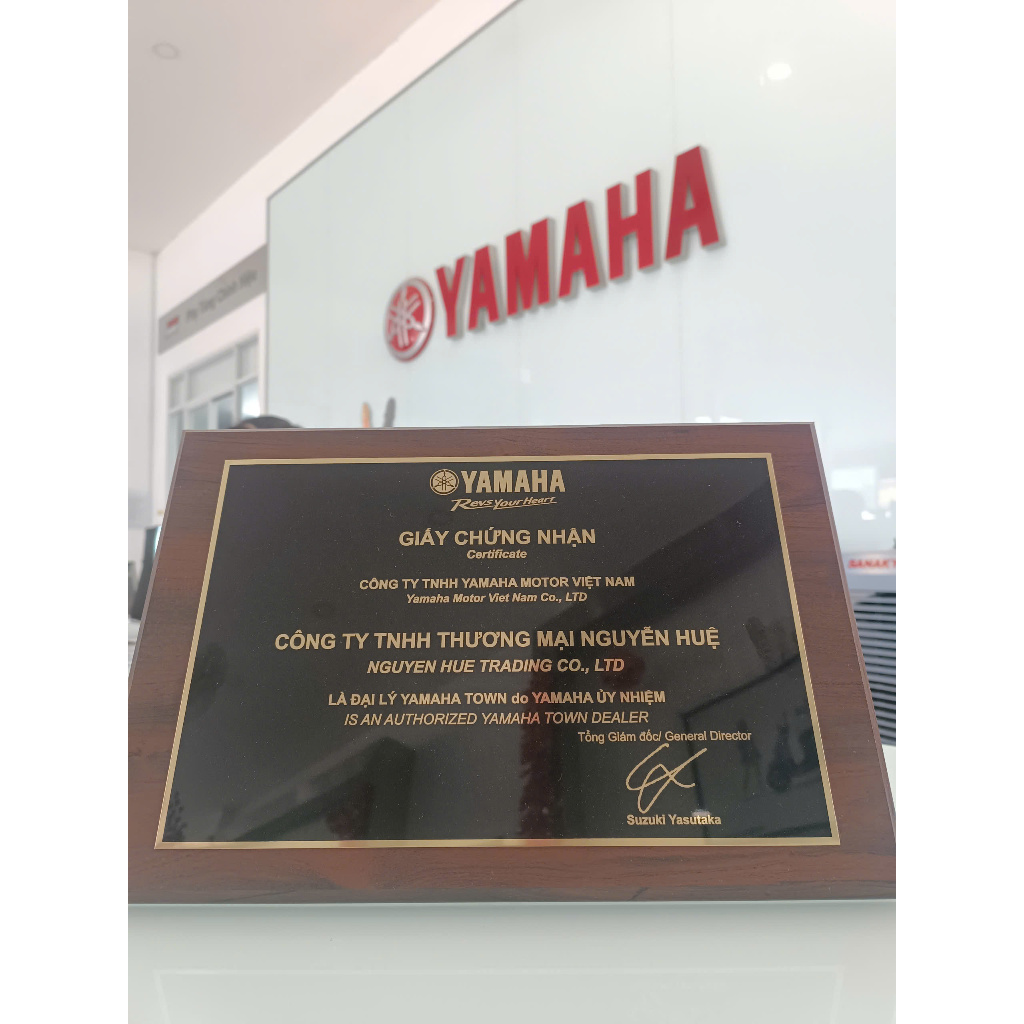 YAMAHA
YAMAHA
Revs Your Heart
GIẤY CHỨNG NHẬN
Certificate
CÔNG TY TNHH YAMAHA MOTOR VIỆT NAM
Yamaha Motor Viet Nam Co., LTD
CÔNG TY TNHH THƯƠNG MẠI NGUYỄN HUỆ
NGUYEN HUE TRADING CO., LTD
LÀ ĐẠI LÝ YAMAHA TOWN do YAMAHA ỦY NHIỆM
IS AN AUTHORIZED YAMAHA TOWN DEALER
Tổng Giám đốc/ General Director
Suzuki Yasutaka